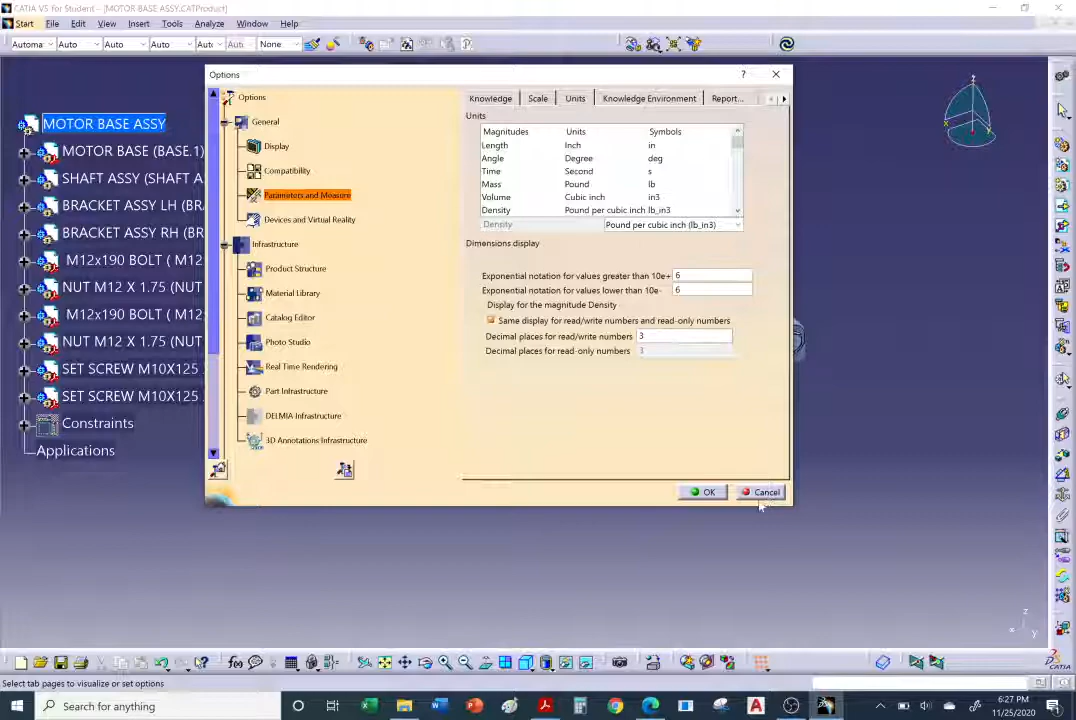 CATIA V5 for Student - [MOTOR BASE ASSY.CATProduct]
Start File Edit View Insert Tools Analyze Window Help
Automa Auto Auto Auto Aut Aut None
Options
Options
General
Display
Compatibility
Parameters and Measure
Devices and Virtual Reality
Infrastructure
Product Structure
Material Library
Catalog Editor
Photo Studio
Real Time Rendering
Part Infrastructure
DELMIA Infrastructure
3D Annotations Infrastructure
Knowledge Scale Units Knowledge Environment Report...
Units
Magnitudes Units Symbols
Length Inch in
Angle Degree deg
Time Second s
Mass Pound lb
Volume Cubic inch in3
Density Pound per cubic inch lb_in3
Density Pound per cubic inch (lb_in3)
Dimensions display
Exponential notation for values greater than 10e+ 6
Exponential notation for values lower than 10e- 6
Display for the magnitude Density
Same display for read/write numbers and read-only numbers
Decimal places for read/write numbers 3
Decimal places for read-only numbers 3
OK Cancel
MOTOR BASE ASSY
MOTOR BASE (BASE.1)
SHAFT ASSY (SHAFT A
BRACKET ASSY LH (BR
BRACKET ASSY RH (BR
M12x190 BOLT ( M12
NUT M12 X 1.75 (NUT
M12x190 BOLT ( M12
NUT M12 X 1.75 (NUT
SET SCREW M10X125
SET SCREW M10X125
Constraints
Applications
z
x
y
z
x y
Select tab pages to visualize or set options
Search for anything
6:27 PM
11/25/2020